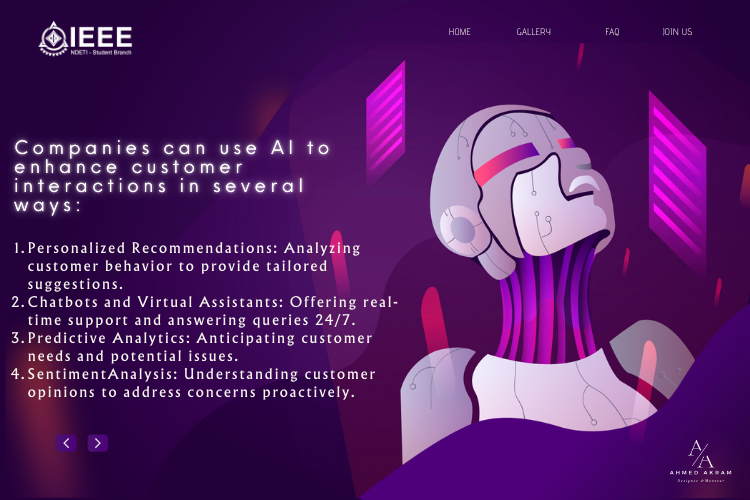 IEEE
NDETI - Student Branch
HOME GALLERY FAQ JOIN US
Companies can use AI to
enhance customer
interactions in several
ways:
1. Personalized Recommendations: Analyzing
customer behavior to provide tailored
suggestions.
2. Chatbots and Virtual Assistants: Offering real-
time support and answering queries 24/7.
3. Predictive Analytics: Anticipating customer
needs and potential issues.
4. SentimentAnalysis: Understanding customer
opinions to address concerns proactively.
A/A
AHMED AKRAM